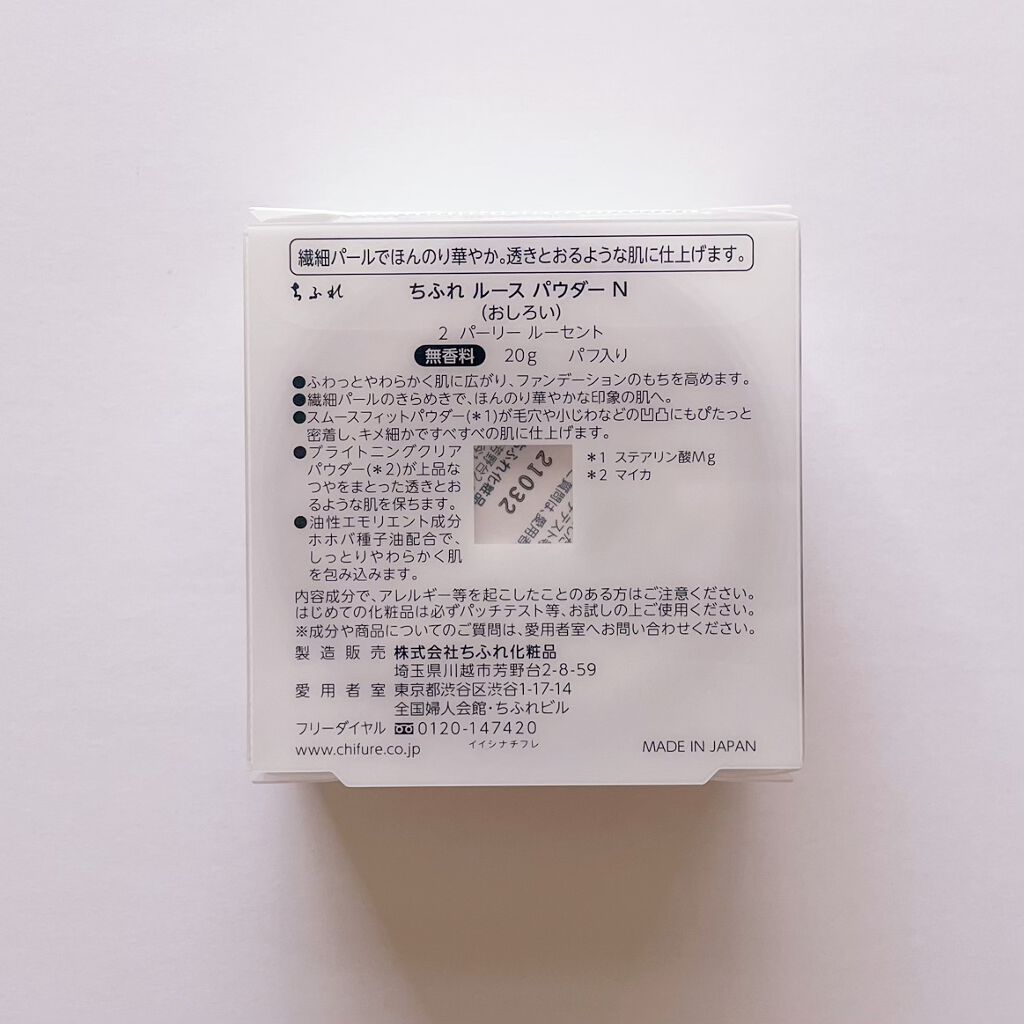 繊細パールでほんのり華やか。透きとおるような肌に仕上げます。
ちふれ ちふれ ルース パウダー N
(おしろい)
2 パーリー ルーセント
無香料 20g パフ入り
●ふわっとやわらかく肌に広がり、ファンデーションのもちを高めます。
●繊細パールのきらめきで、ほんのり華やかな印象の肌へ。
●スムースフィットパウダー(*1)が毛穴や小じわなどの凹凸にもぴたっと
密着し、キメ細かですべすべの肌に仕上げます。
●ブライトニングクリア
パウダー(*2)が上品な
つやをまとった透きとお
るような肌を保ちます。
●油性エモリエント成分
ホホバ種子油配合で、
しっとりやわらかく肌
を包み込みます。
*1 ステアリン酸Mg
*2 マイカ
ちふれ化粧品
21032
質問は、愛用者
内容成分で、アレルギー等を起こしたことのある方はご注意ください。
はじめての化粧品は必ずパッチテスト等、お試しの上ご使用ください。
※成分や商品についてのご質問は、愛用者室へお問い合わせください。
製造販売 株式会社ちふれ化粧品
埼玉県川越市芳野台2-8-59
愛用者室 東京都渋谷区渋谷1-17-14
全国婦人会館・ちふれビル
フリーダイヤル 0120-147420
イイシナチフレ
www.chifure.co.jp MADE IN JAPAN